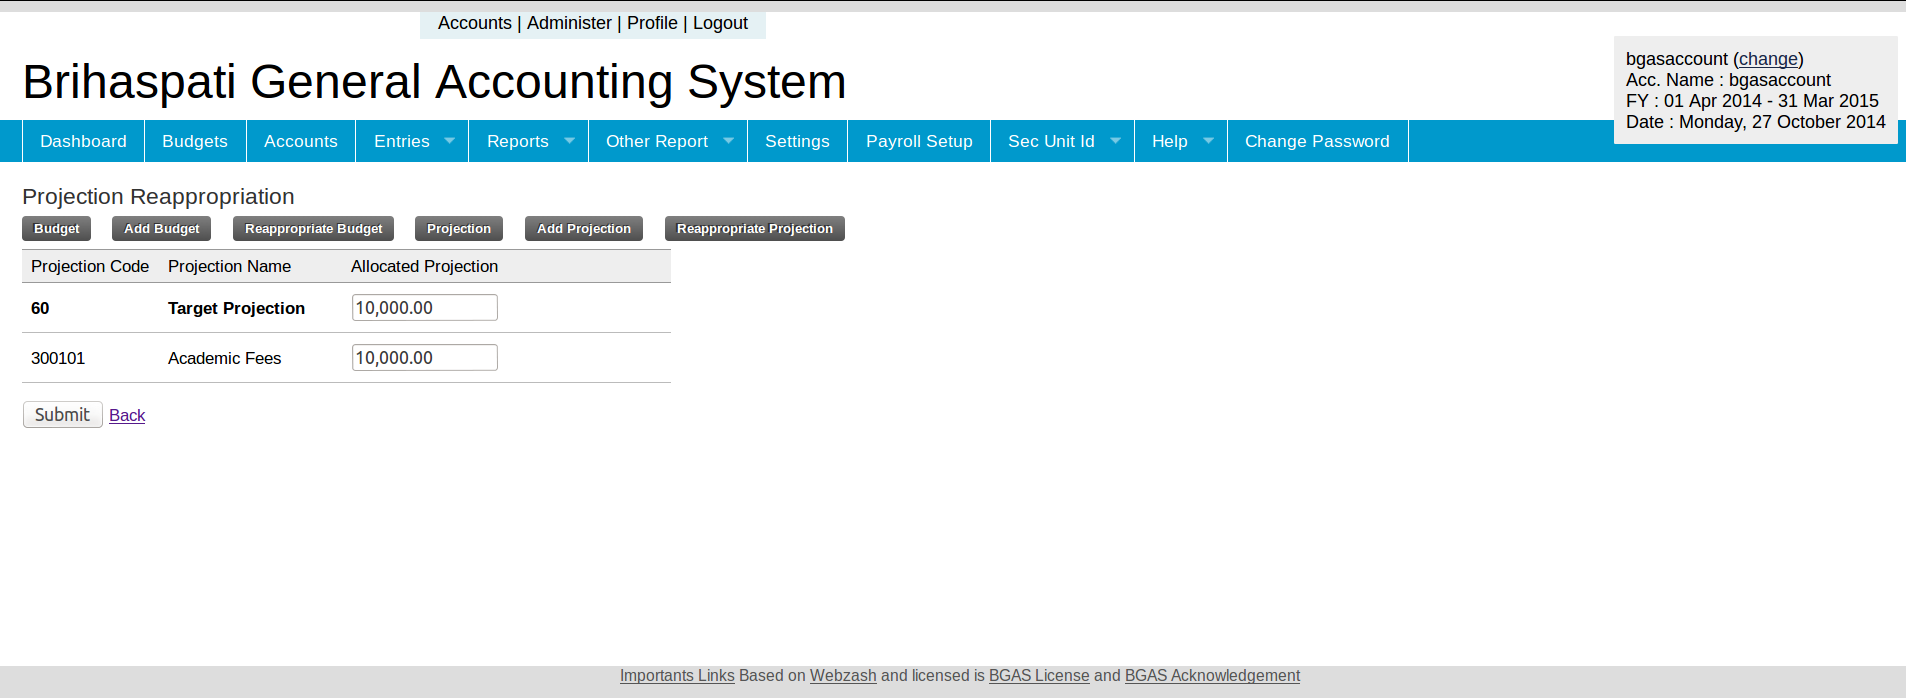 Accounts | Administer | Profile | Logout
Brihaspati General Accounting System
bgasaccount (change)
Acc. Name : bgasaccount
FY : 01 Apr 2014 - 31 Mar 2015
Date : Monday, 27 October 2014
Dashboard Budgets Accounts Entries Reports Other Report Settings Payroll Setup Sec Unit Id Help Change Password
Projection Reappropriation
Budget Add Budget Reappropriate Budget Projection Add Projection Reappropriate Projection
Projection Code Projection Name Allocated Projection
60 Target Projection 10,000.00
300101 Academic Fees 10,000.00
Submit Back
Importants Links Based on Webzash and licensed is BGAS License and BGAS Acknowledgement